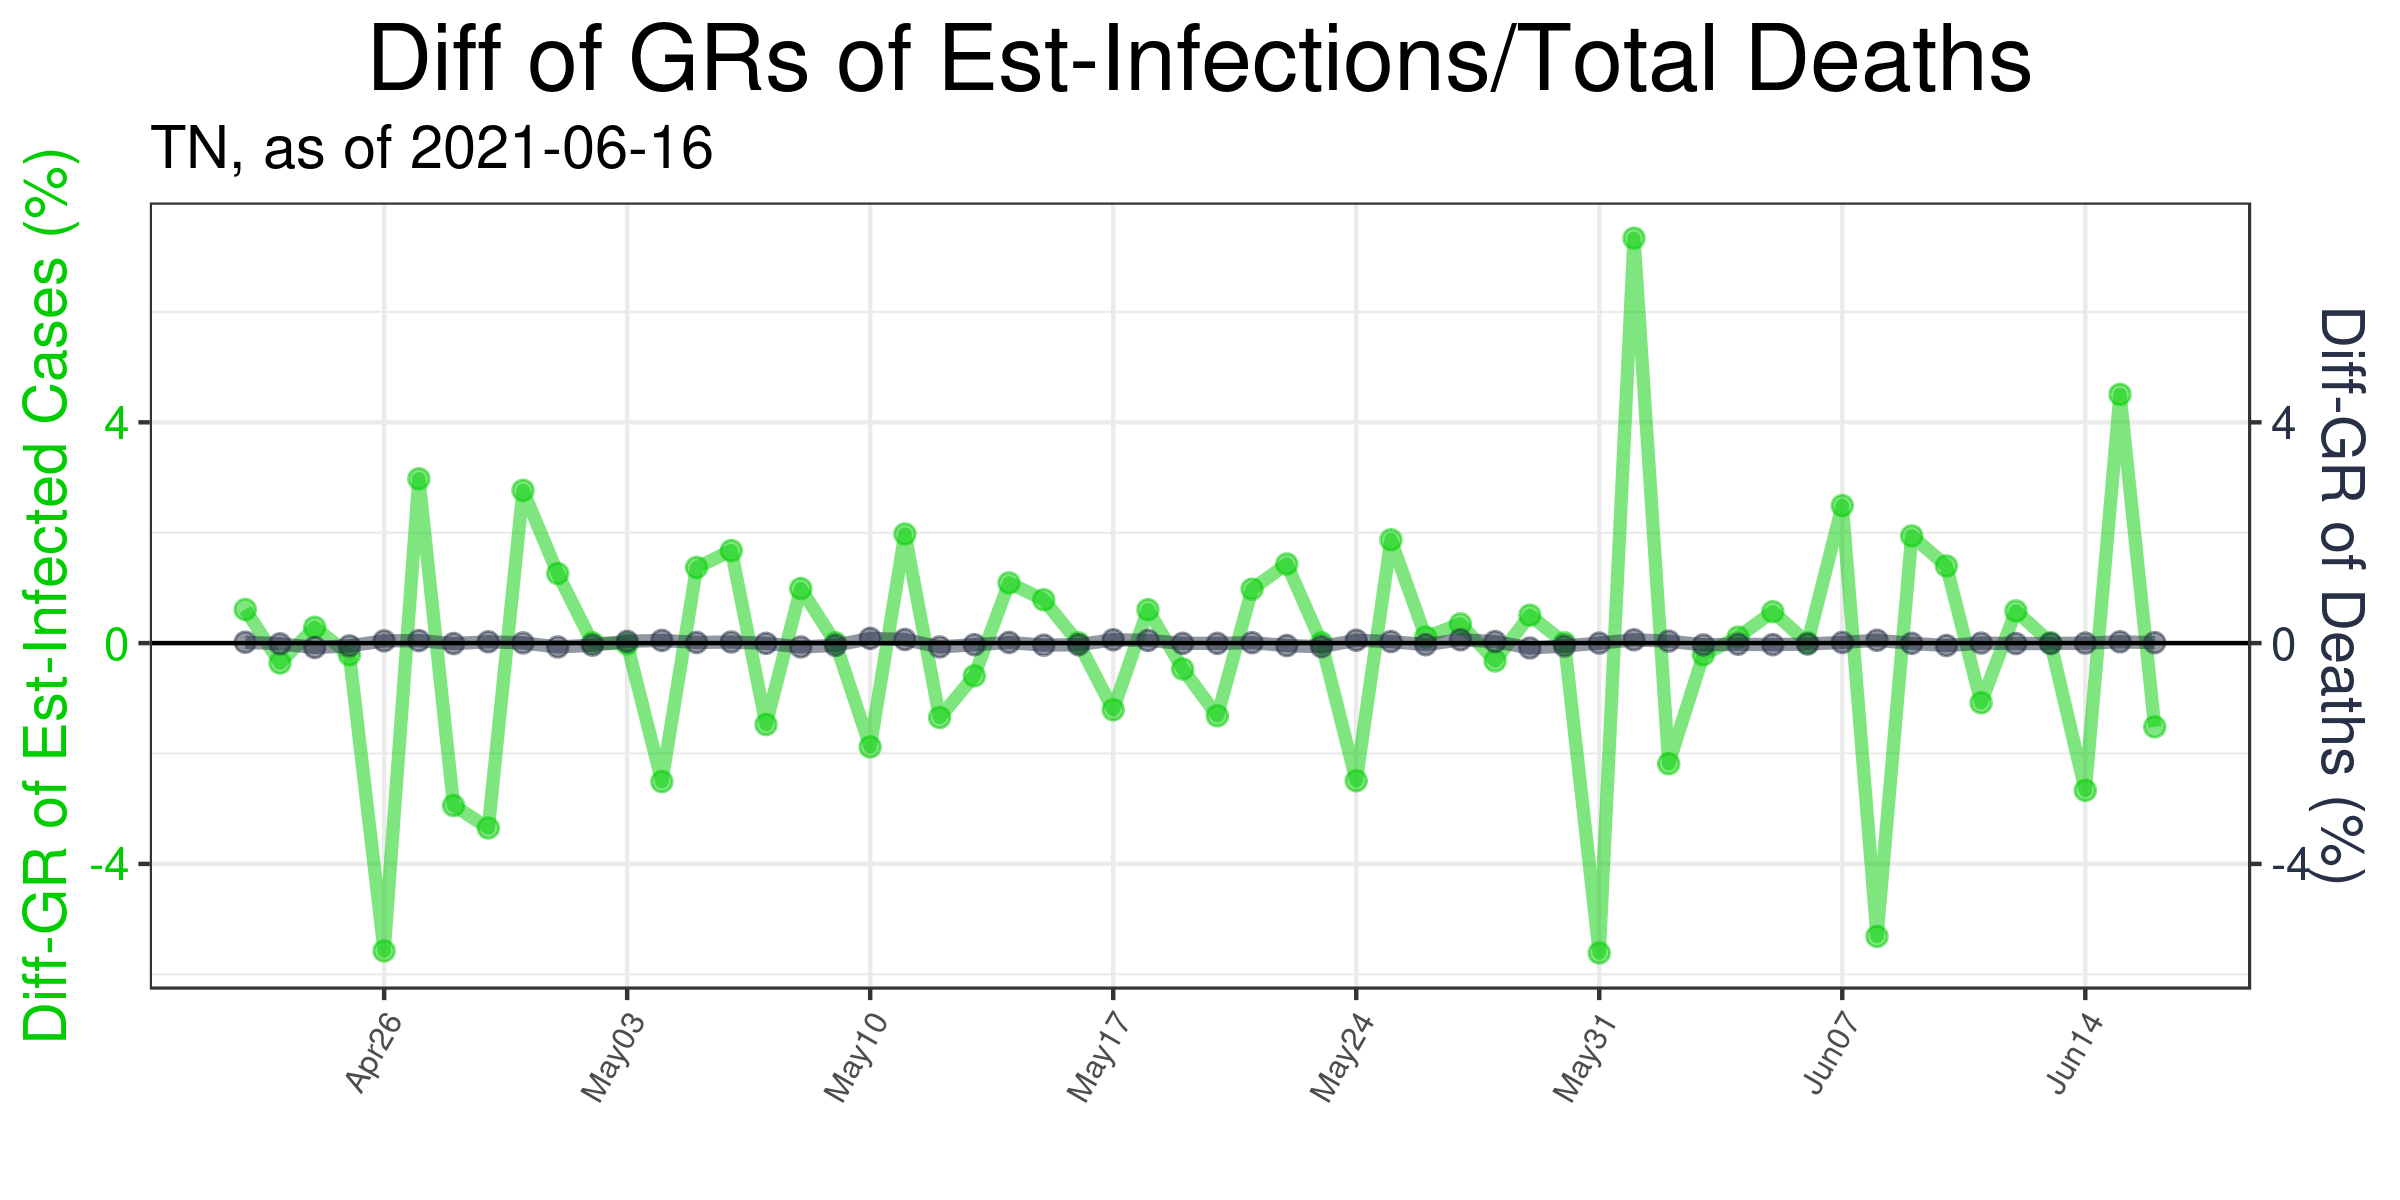 Diff of GRs of Est-Infections/Total Deaths
TN, as of 2021-06-16
Diff-GR of Est-Infected Cases (%)
4
0
-4
4
0
-4
Diff-GR of Deaths (%)
Apr26
May03
May10
May17
May24
May31
Jun07
Jun14